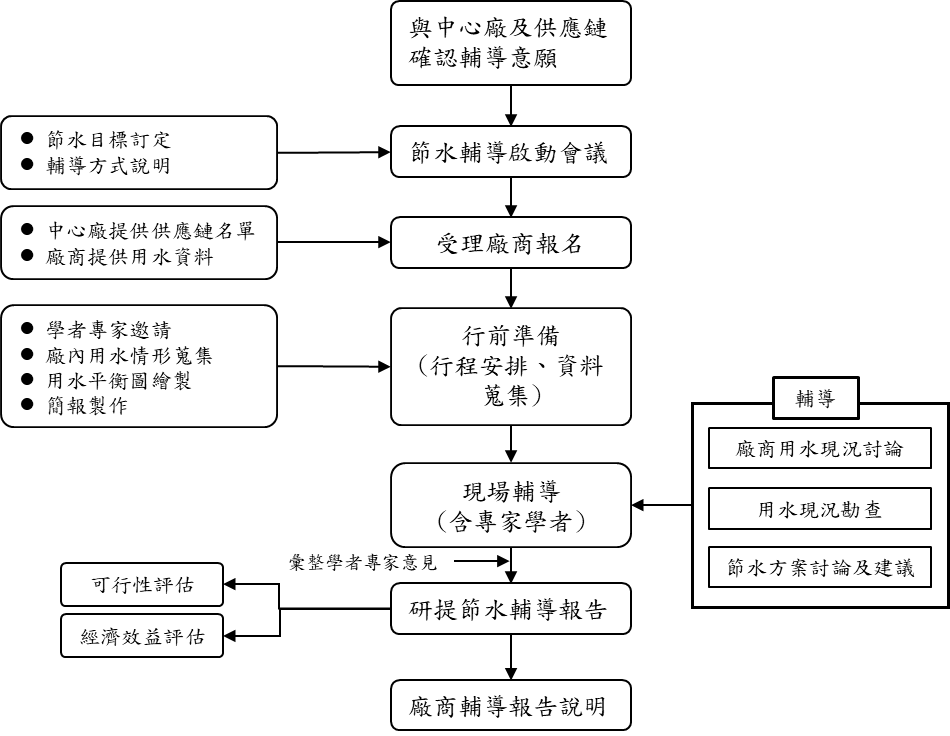 與中心廠及供應鏈
確認輔導意願
● 節水目標訂定
● 輔導方式說明
節水輔導啟動會議
● 中心廠提供供應鏈名單
● 廠商提供用水資料
受理廠商報名
● 學者專家邀請
● 廠內用水情形蒐集
● 用水平衡圖繪製
● 簡報製作
行前準備
（行程安排、資料
蒐集）
輔導
廠商用水現況討論
用水現況勘查
節水方案討論及建議
現場輔導
（含專家學者）
彙整學者專家意見
可行性評估
經濟效益評估
研提節水輔導報告
廠商輔導報告說明